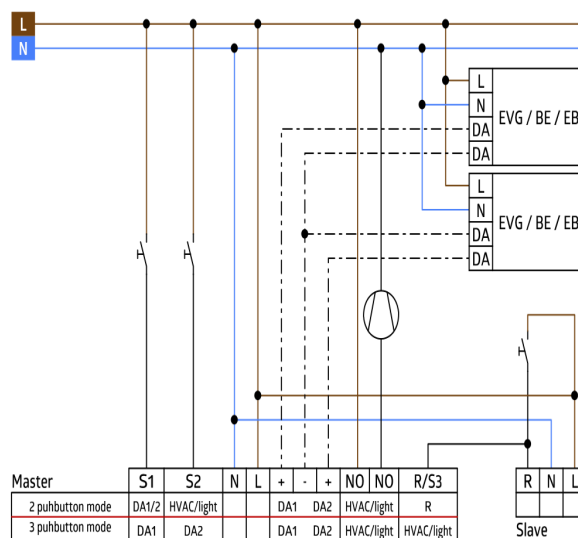 L
N
L
N
DA
DA
EVG / BE / EB
L
N
DA
DA
EVG / BE / EB
Master S1 S2 N L + - + NO NO R/S3
2 puhbutton mode DA1/2 HVAC/light DA1 DA2 HVAC/light R
3 puhbutton mode DA1 DA2 DA1 DA2 HVAC/light HVAC/light
R N L
Slave